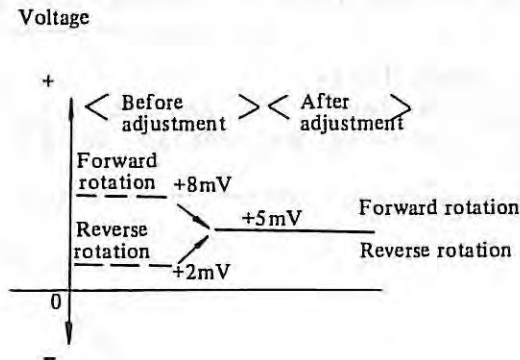 Voltage
+
< Before > < After >
adjustment adjustment
Forward
rotation +8mV
+5mV Forward rotation
Reverse
rotation +2mV Reverse rotation
0
−